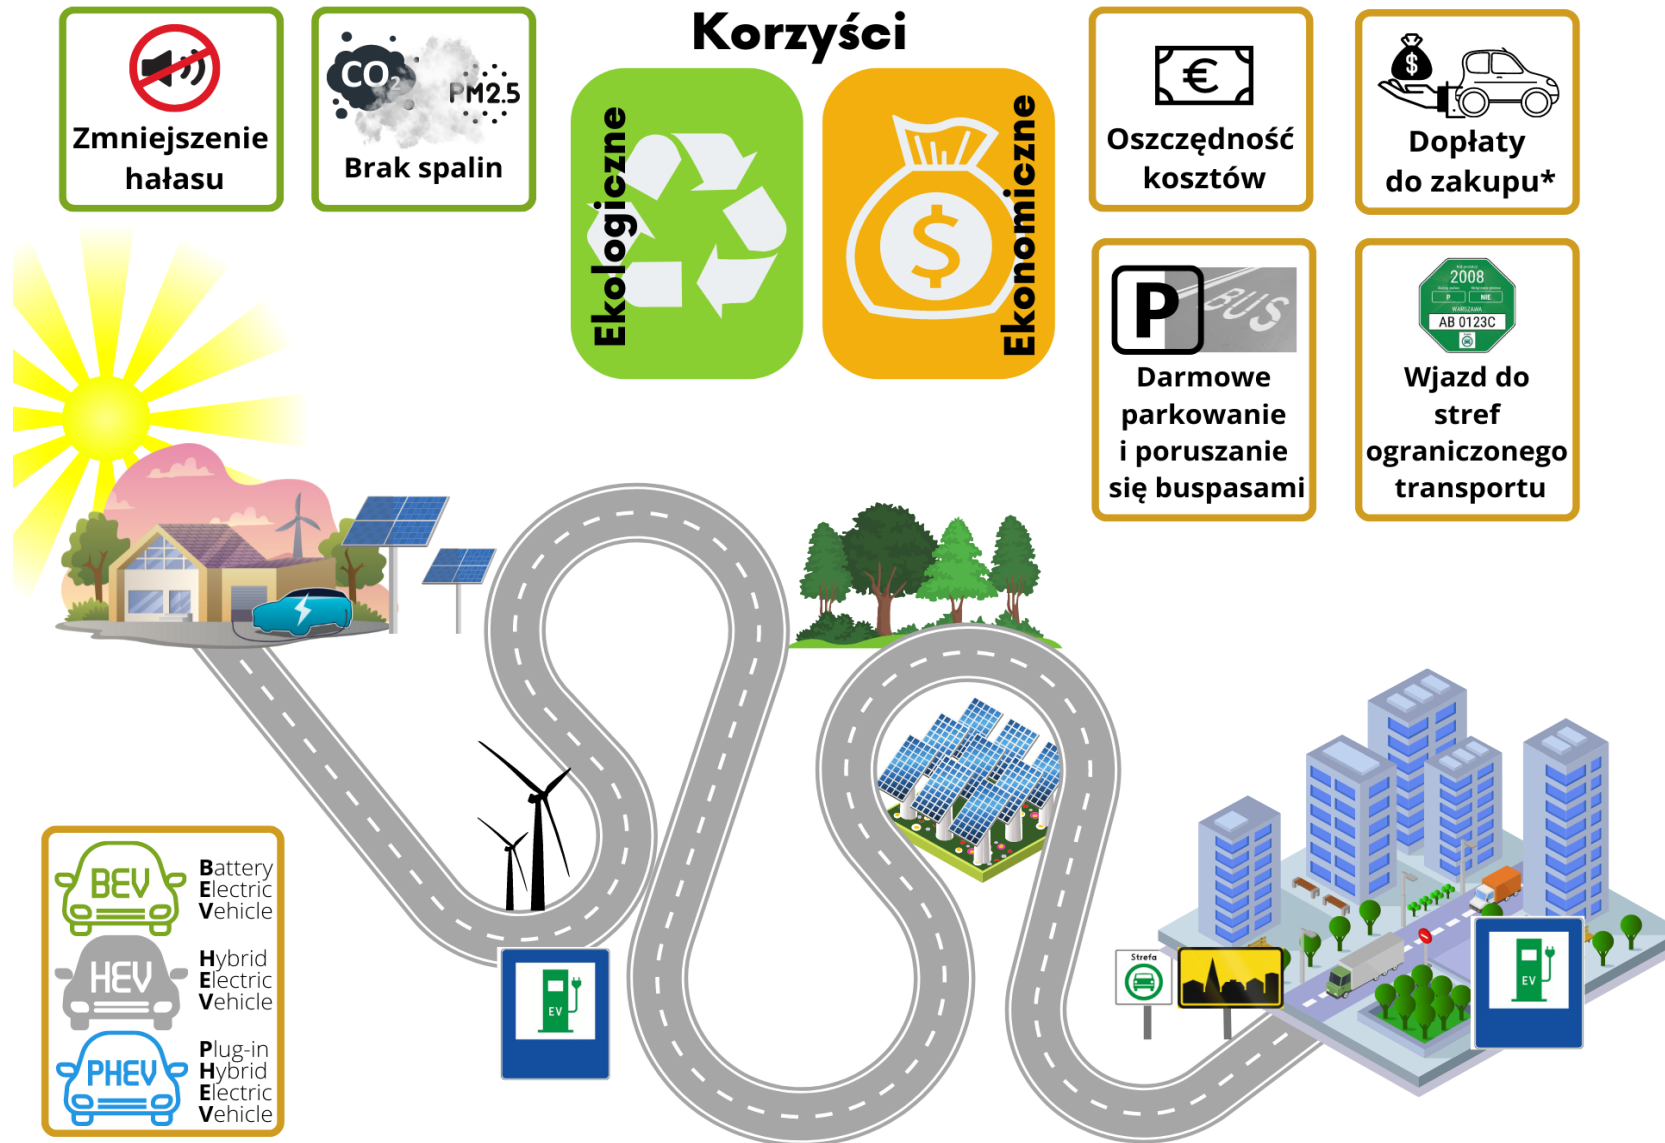 Korzyści
Zmniejszenie
hałasu
CO2
PM2.5
Brak spalin
Ekologiczne
$
Ekonomiczne
€
Oszczędność
kosztów
$
Dopłaty
do zakupu*
P
BUS
Darmowe
parkowanie
i poruszanie
się buspasami
2008
P NIE
WARSZAWA
AB 0123C
Wjazd do
stref
ograniczonego
transportu
BEV
Battery
Electric
Vehicle
HEV
Hybrid
Electric
Vehicle
PHEV
Plug-in
Hybrid
Electric
Vehicle
EV
Strefa
EV